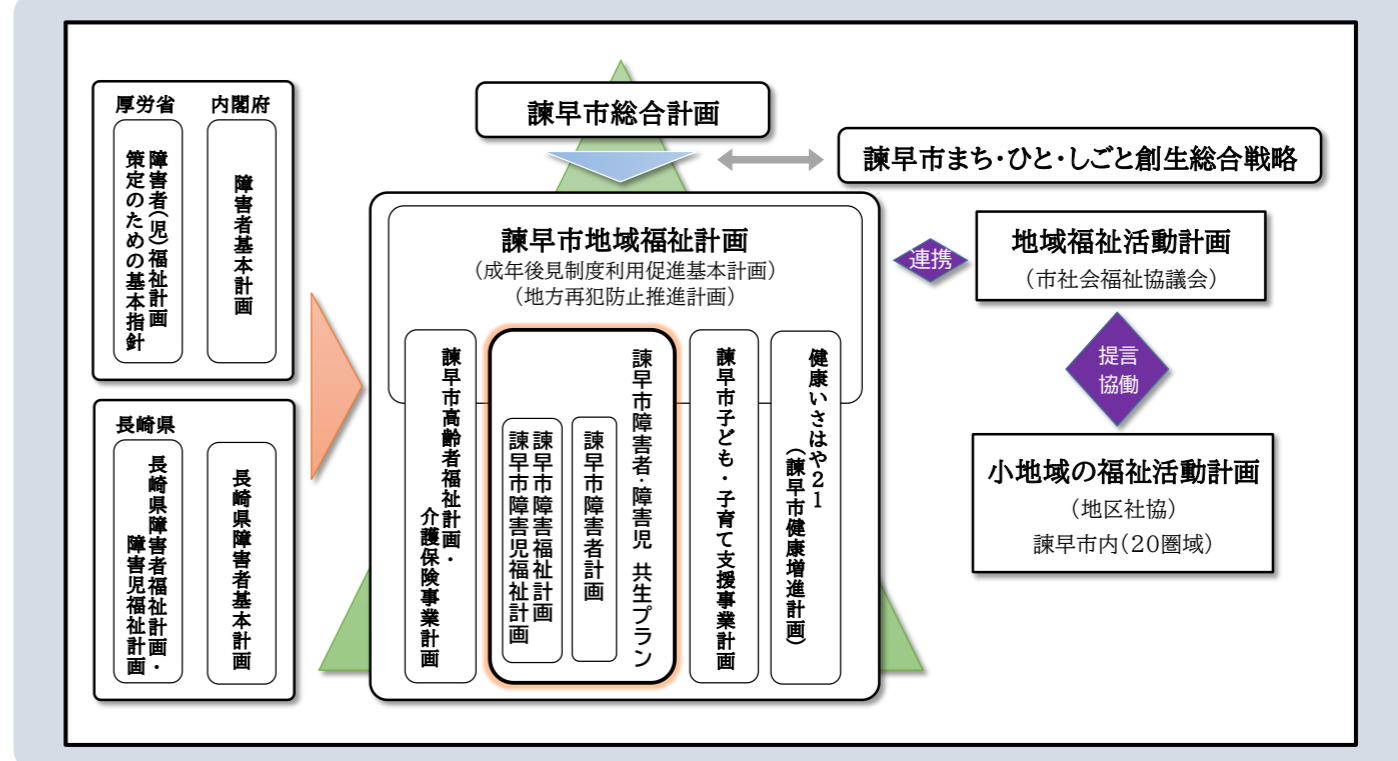 諫早市総合計画
諫早市まち・ひと・しごと創生総合戦略
厚労省
内閣府
障害者(児)福祉計画
策定のための基本指針
障害者基本計画
長崎県
長崎県障害者福祉計画・
障害児福祉計画
長崎県障害者基本計画
諫早市地域福祉計画
(成年後見制度利用促進基本計画)
(地方再犯防止推進計画)
諫早市高齢者福祉計画・
介護保険事業計画
諫早市障害者・障害児 共生プラン
諫早市障害者計画
諫早市障害福祉計画
諫早市障害児福祉計画
諫早市子ども・子育て支援事業計画
健康いさはや21
(諫早市健康増進計画)
連携
地域福祉活動計画
(市社会福祉協議会)
提言
協働
小地域の福祉活動計画
(地区社協)
諫早市内(20圏域)